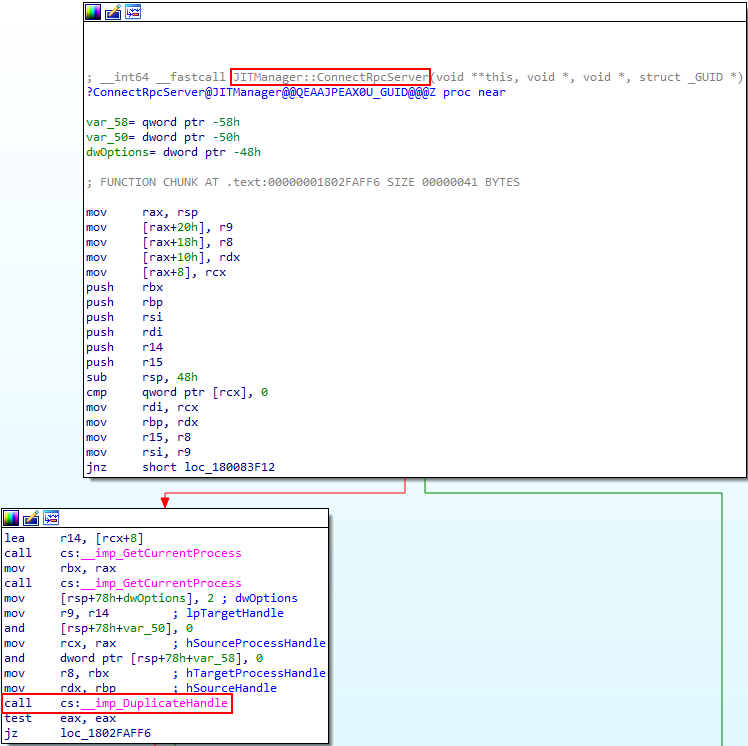 ; __int64 __fastcall JITManager::ConnectRpcServer(void **this, void *, void *, struct _GUID *)
?ConnectRpcServer@JITManager@@QEAAJPEAX0U_GUID@@@Z proc near
var_58= qword ptr -58h
var_50= dword ptr -50h
dwOptions= dword ptr -48h
; FUNCTION CHUNK AT .text:00000001802FAFF6 SIZE 00000041 BYTES
mov     rax, rsp
mov     [rax+20h], r9
mov     [rax+18h], r8
mov     [rax+10h], rdx
mov     [rax+8], rcx
push    rbx
push    rbp
push    rsi
push    rdi
push    r14
push    r15
sub     rsp, 48h
cmp     qword ptr [rcx], 0
mov     rdi, rcx
mov     rbp, rdx
mov     r15, r8
mov     rsi, r9
jnz     short loc_180083F12
lea     r14, [rcx+8]
call    cs:__imp_GetCurrentProcess
mov     rbx, rax
call    cs:__imp_GetCurrentProcess
mov     [rsp+78h+dwOptions], 2 ; dwOptions
mov     r9, r14         ; lpTargetHandle
and     [rsp+78h+var_50], 0
mov     rcx, rax        ; hSourceProcessHandle
and     dword ptr [rsp+78h+var_58], 0
mov     r8, rbx         ; hTargetProcessHandle
mov     rdx, rbp        ; hSourceHandle
call    cs:__imp_DuplicateHandle
test    eax, eax
jz      loc_1802FAFF6